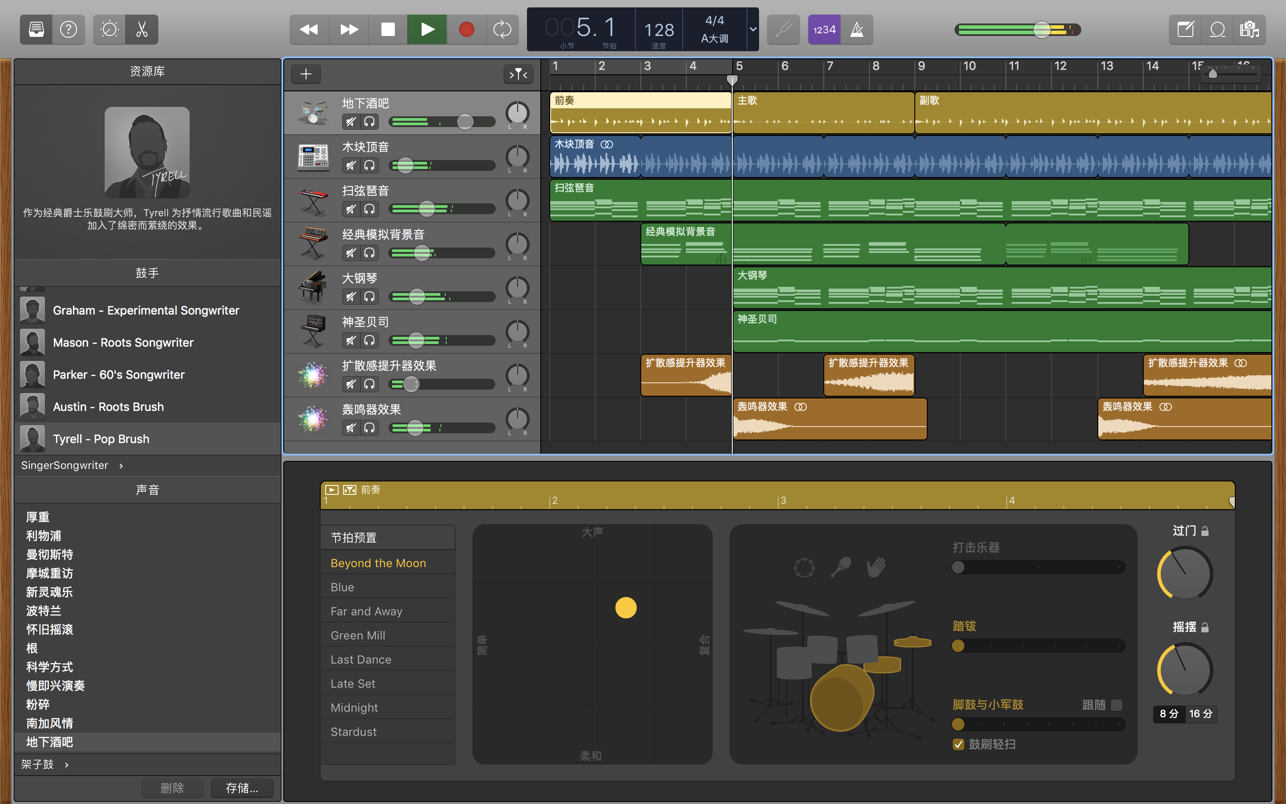 005. 1
小节
节拍
128
速度
4/4
A大调
1234
资源库
TYRELL
作为经典爵士乐鼓刷大师，Tyrell 为抒情流行歌曲和民谣
加入了绵密而萦绕的效果。
鼓手
Graham - Experimental Songwriter
Mason - Roots Songwriter
Parker - 60's Songwriter
Austin - Roots Brush
Tyrell - Pop Brush
SingerSongwriter
声音
厚重
利物浦
曼彻斯特
摩城重访
新灵魂乐
波特兰
怀旧摇滚
根
科学方式
慢即兴演奏
粉碎
南加风情
地下酒吧
架子鼓
删除
存储...
1 2 3 4 5 6 7 8 9 10 11 12 13 14 15 16
地下酒吧
L R
木块顶音
L R
扫弦琶音
L R
经典模拟背景音
L R
大钢琴
L R
神圣贝司
L R
扩散感提升器效果
L R
轰鸣器效果
L R
前奏
主歌
副歌
木块顶音
扫弦琶音
经典模拟背景音
大钢琴
神圣贝司
扩散感提升器效果
扩散感提升器效果
扩散感提升器效果
轰鸣器效果
轰鸣器效果
前奏
1 2 3 4
节拍预置
Beyond the Moon
Blue
Far and Away
Green Mill
Last Dance
Late Set
Midnight
Stardust
大声
简单
复合
柔和
打击乐器
踏钹
脚鼓与小军鼓
跟随
鼓刷轻扫
过门
摇摆
8 分 16 分